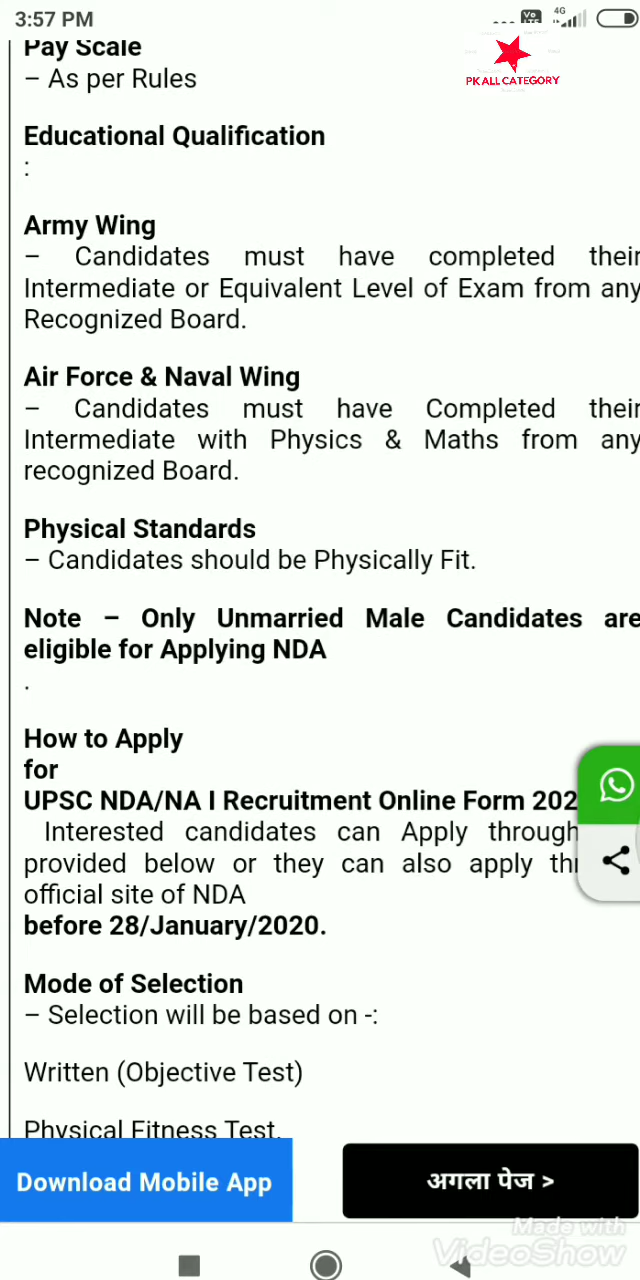 3:57 PM
Vo LTE 4G
Pay Scale
– As per Rules
PK ALL CATEGORY
Educational Qualification
:
Army Wing
– Candidates must have completed their
Intermediate or Equivalent Level of Exam from any
Recognized Board.
Air Force & Naval Wing
– Candidates must have Completed their
Intermediate with Physics & Maths from any
recognized Board.
Physical Standards
– Candidates should be Physically Fit.
Note – Only Unmarried Male Candidates are
eligible for Applying NDA
.
How to Apply
for
UPSC NDA/NA I Recruitment Online Form 202
Interested candidates can Apply through
provided below or they can also apply thr
official site of NDA
before 28/January/2020.
Mode of Selection
– Selection will be based on -:
Written (Objective Test)
Physical Fitness Test.
Download Mobile App
अगला पेज >
Made with
VideoShow